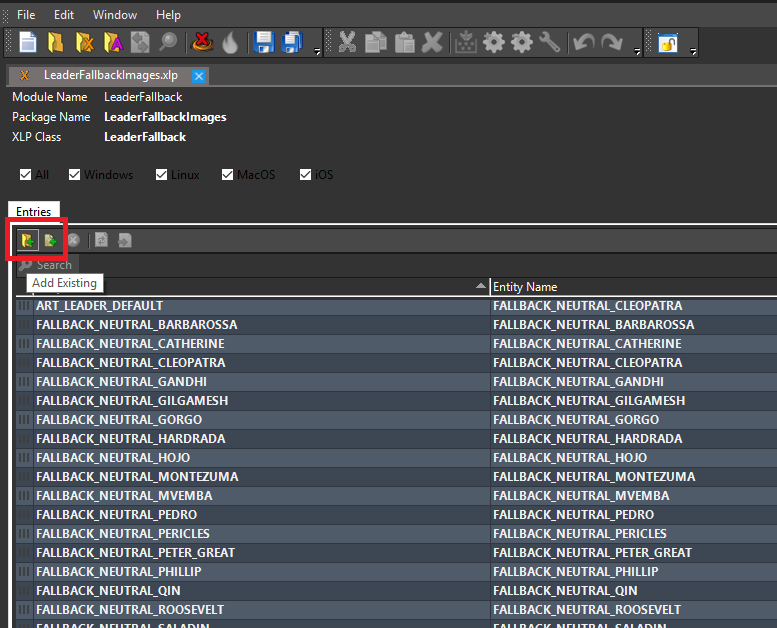 File Edit Window Help
LeaderFallbackImages.xlp
Module Name LeaderFallback
Package Name LeaderFallbackImages
XLP Class LeaderFallback
All Windows Linux MacOS iOS
Entries
Search
Add Existing
Entity Name
ART_LEADER_DEFAULT FALLBACK_NEUTRAL_CLEOPATRA
FALLBACK_NEUTRAL_BARBAROSSA FALLBACK_NEUTRAL_BARBAROSSA
FALLBACK_NEUTRAL_CATHERINE FALLBACK_NEUTRAL_CATHERINE
FALLBACK_NEUTRAL_CLEOPATRA FALLBACK_NEUTRAL_CLEOPATRA
FALLBACK_NEUTRAL_GANDHI FALLBACK_NEUTRAL_GANDHI
FALLBACK_NEUTRAL_GILGAMESH FALLBACK_NEUTRAL_GILGAMESH
FALLBACK_NEUTRAL_GORGO FALLBACK_NEUTRAL_GORGO
FALLBACK_NEUTRAL_HARDRADA FALLBACK_NEUTRAL_HARDRADA
FALLBACK_NEUTRAL_HOJO FALLBACK_NEUTRAL_HOJO
FALLBACK_NEUTRAL_MONTEZUMA FALLBACK_NEUTRAL_MONTEZUMA
FALLBACK_NEUTRAL_MVEMBA FALLBACK_NEUTRAL_MVEMBA
FALLBACK_NEUTRAL_PEDRO FALLBACK_NEUTRAL_PEDRO
FALLBACK_NEUTRAL_PERICLES FALLBACK_NEUTRAL_PERICLES
FALLBACK_NEUTRAL_PETER_GREAT FALLBACK_NEUTRAL_PETER_GREAT
FALLBACK_NEUTRAL_PHILLIP FALLBACK_NEUTRAL_PHILLIP
FALLBACK_NEUTRAL_QIN FALLBACK_NEUTRAL_QIN
FALLBACK_NEUTRAL_ROOSEVELT FALLBACK_NEUTRAL_ROOSEVELT
FALLBACK_NEUTRAL_SALADIN FALLBACK_NEUTRAL_SALADIN